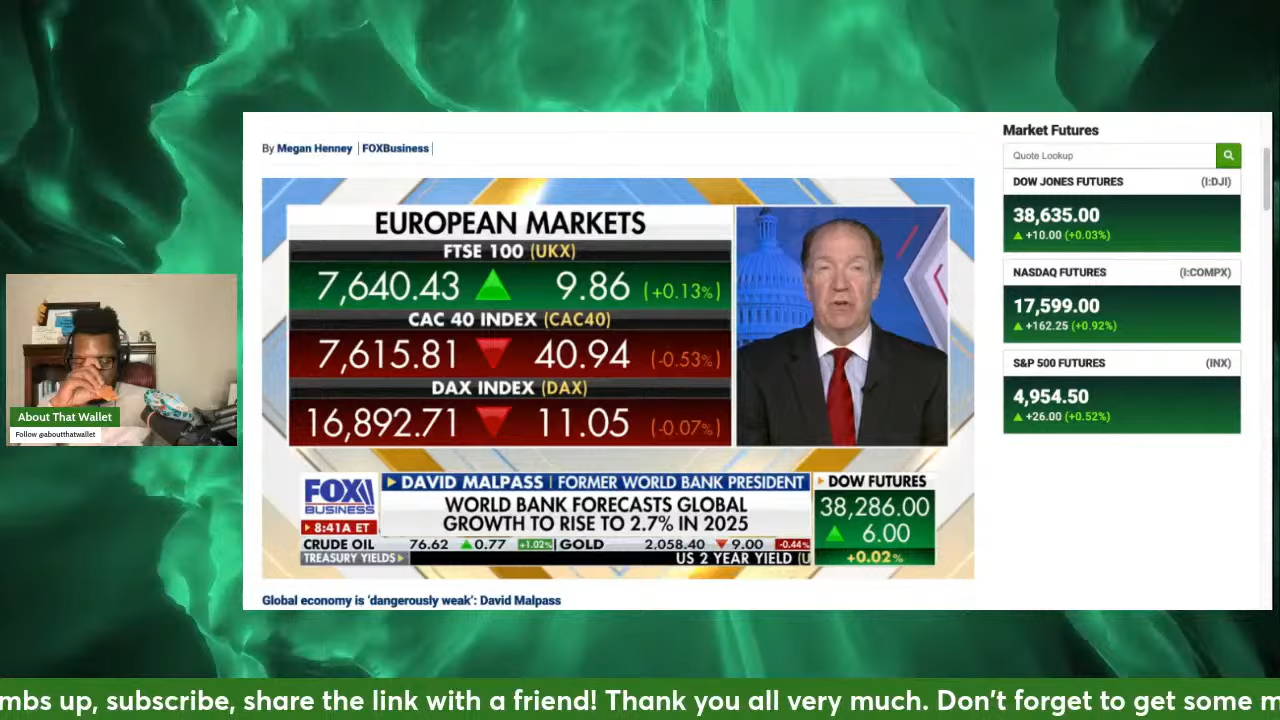 By Megan Henney | FOXBusiness |
EUROPEAN MARKETS
FTSE 100 (UKX)
7,640.43 9.86 (+0.13%)
CAC 40 INDEX (CAC40)
7,615.81 40.94 (-0.53%)
DAX INDEX (DAX)
16,892.71 11.05 (-0.07%)
FOX
BUSINESS
8:41A ET
DAVID MALPASS | FORMER WORLD BANK PRESIDENT
WORLD BANK FORECASTS GLOBAL
GROWTH TO RISE TO 2.7% IN 2025
DOW FUTURES
38,286.00
6.00
+0.02%
CRUDE OIL 76.62 0.77 +1.02% GOLD 2,058.40 9.00 -0.44%
TREASURY YIELDS US 2 YEAR YIELD (U
Global economy is 'dangerously weak': David Malpass
Market Futures
Quote Lookup
DOW JONES FUTURES (I:DJI)
38,635.00
+10.00 (+0.03%)
NASDAQ FUTURES (I:COMPX)
17,599.00
+162.25 (+0.92%)
S&P 500 FUTURES (INX)
4,954.50
+26.00 (+0.52%)
About That Wallet
Follow @aboutthatwallet
mbs up, subscribe, share the link with a friend! Thank you all very much. Don't forget to get some m